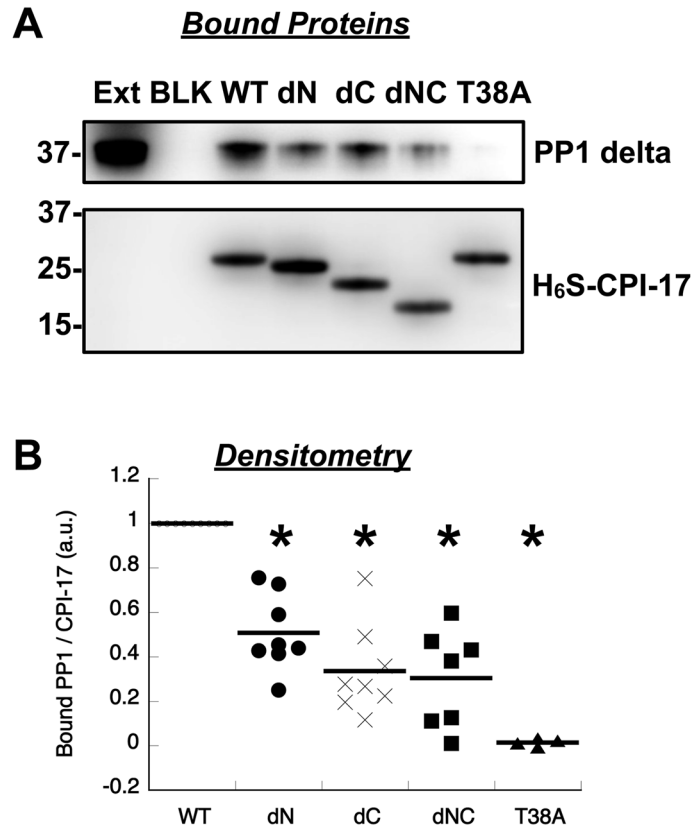 A
Bound Proteins
Ext BLK WT dN dC dNC T38A
37-
PP1 delta
37-
25-
15-
H₆S-CPI-17
B
Densitometry
Bound PP1 / CPI-17 (a.u.)
1.2
1
0.8
0.6
0.4
0.2
0
-0.2
* * * *
WT dN dC dNC T38A